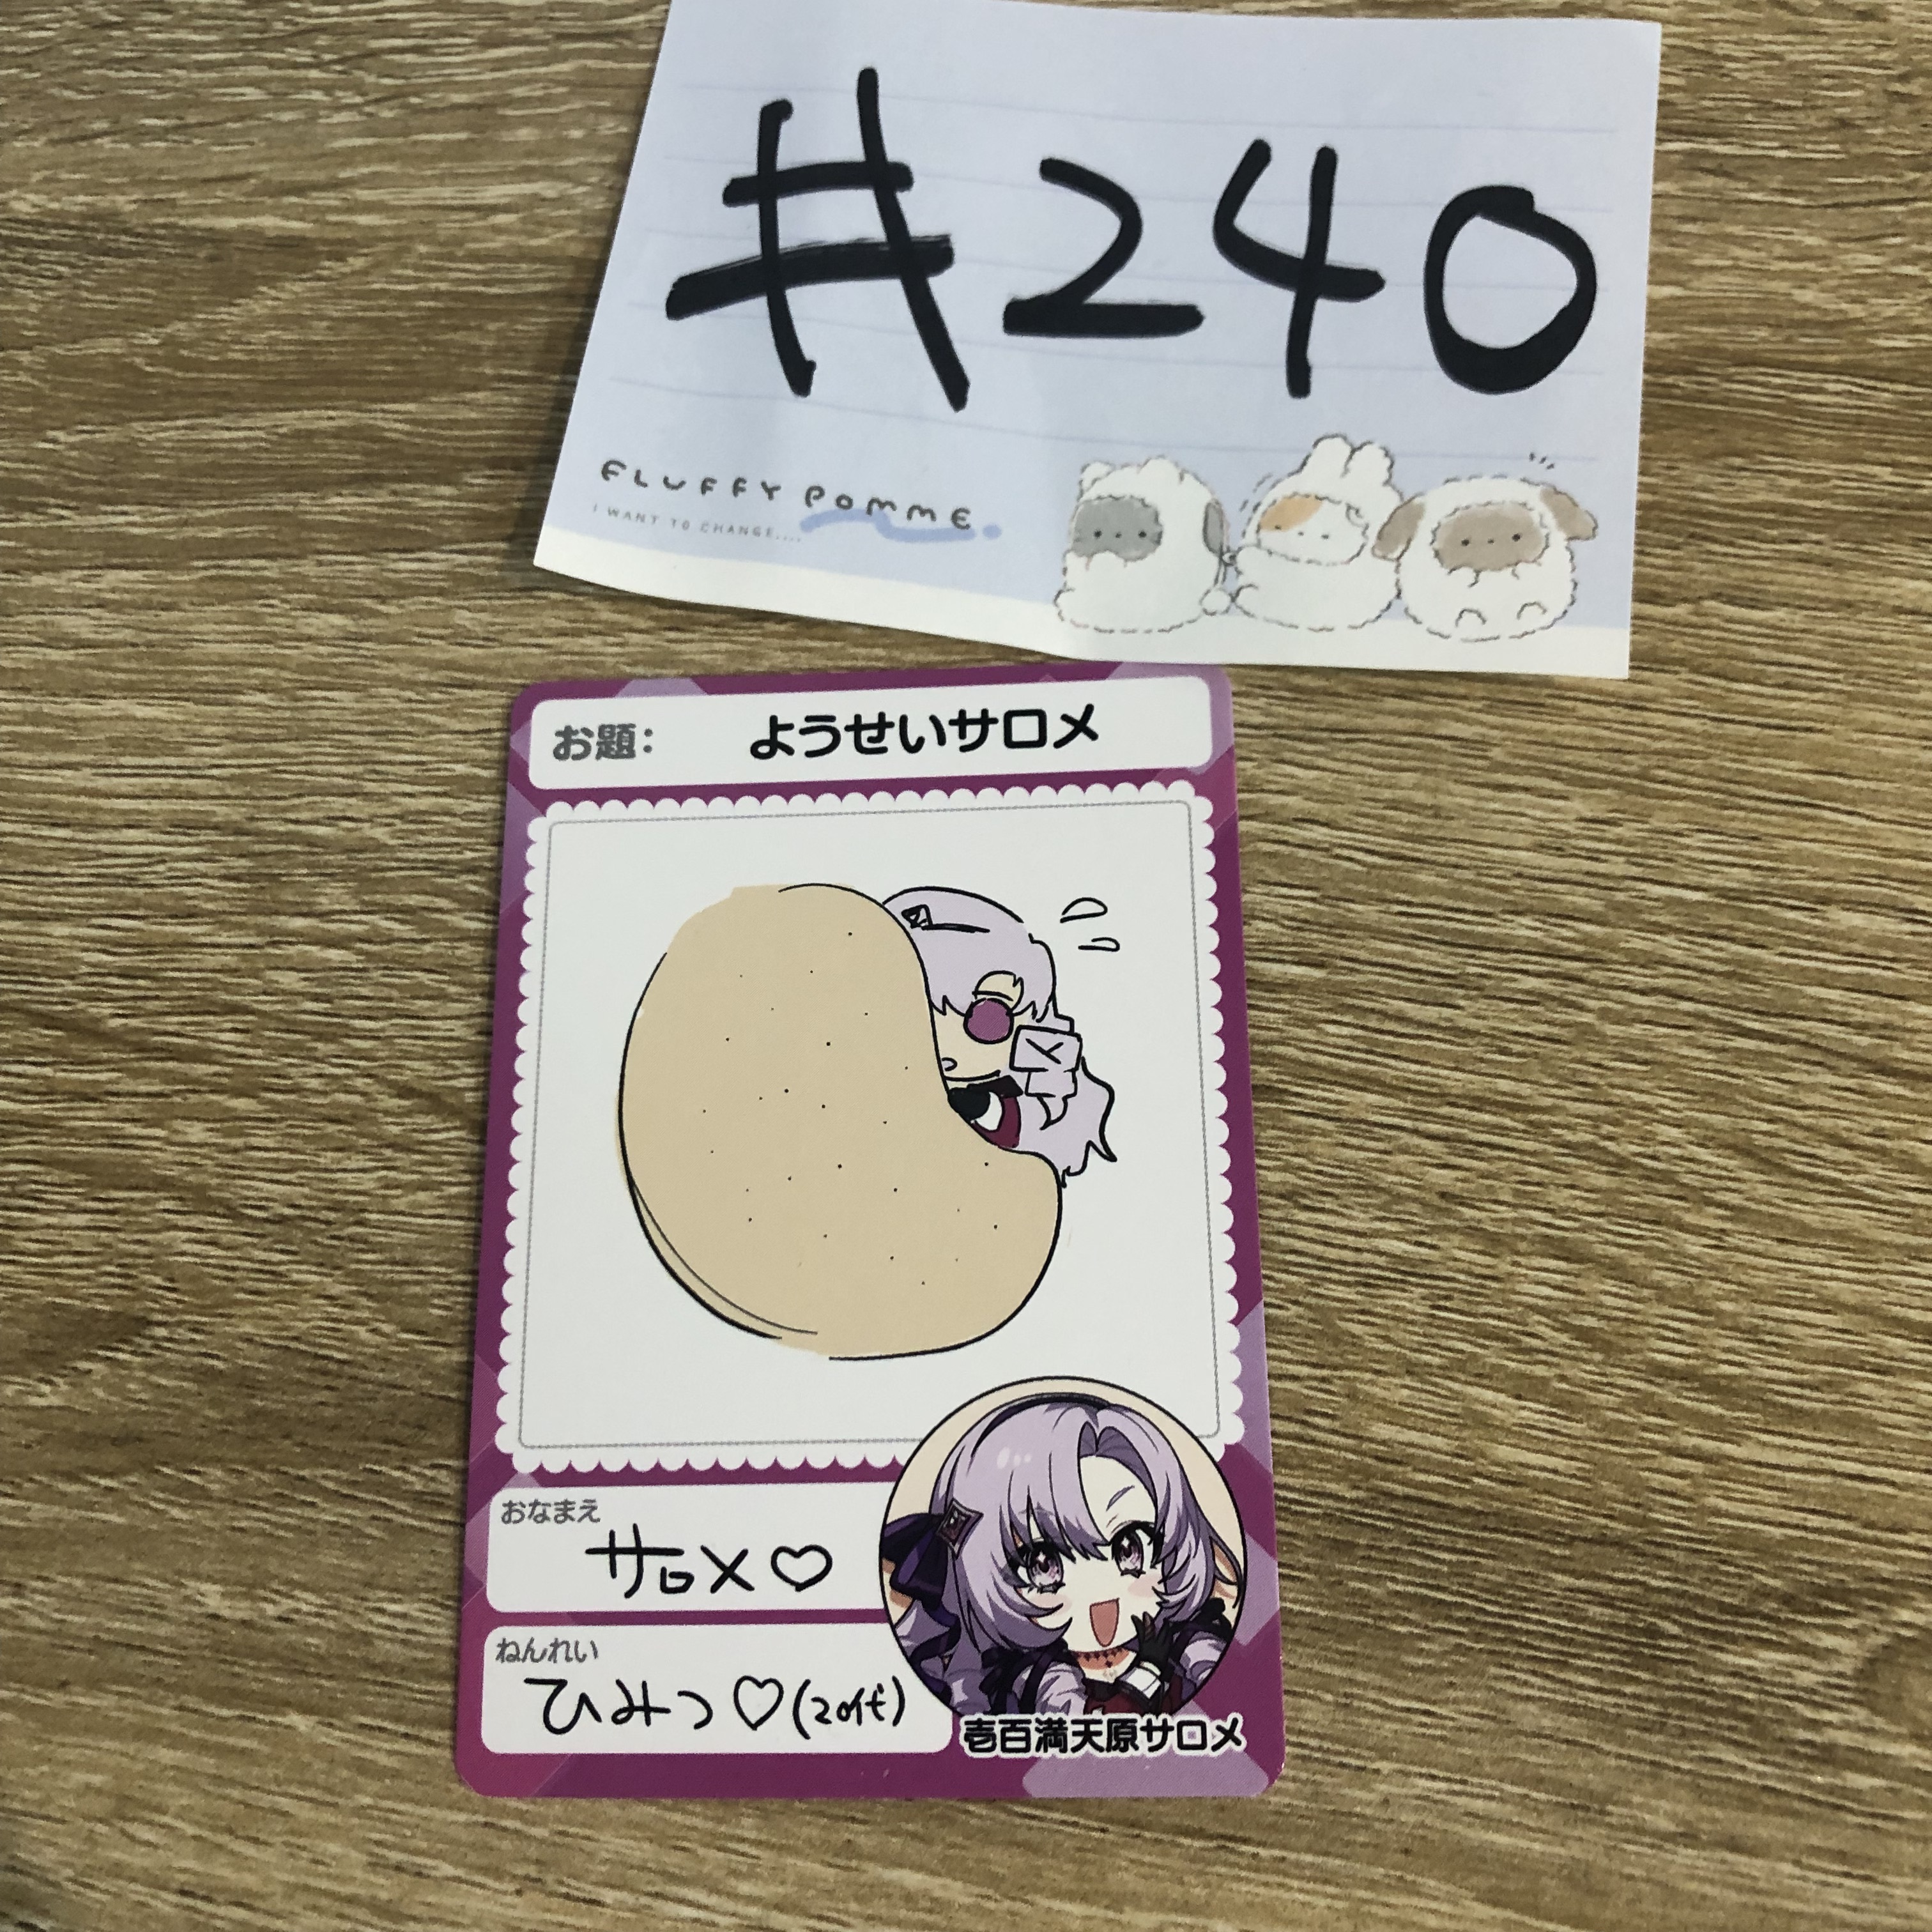 #240
FLUFFY POMME
I WANT TO CHANGE....
お題： ようせいサロメ
おなまえ
サロメ♡
ねんれい
ひみつ♡(20代)
壱百満天原サロメ